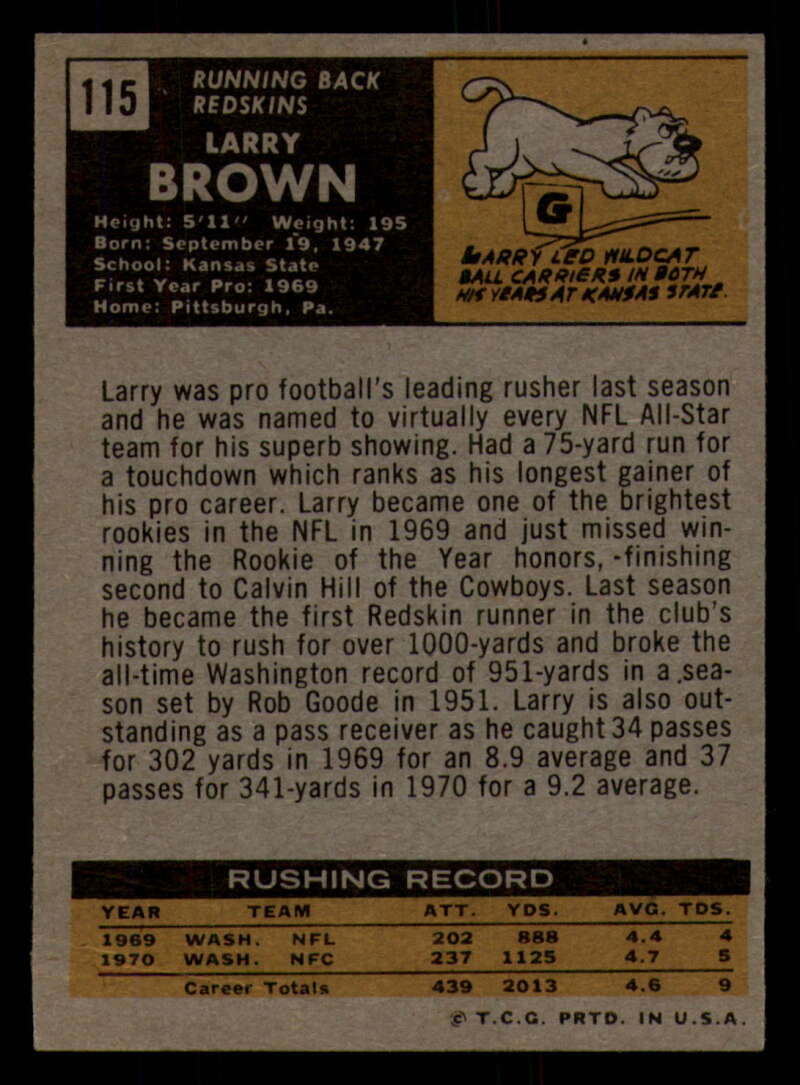 115
RUNNING BACK
REDSKINS
LARRY
BROWN
Height: 5'11" Weight: 195
Born: September 19, 1947
School: Kansas State
First Year Pro: 1969
Home: Pittsburgh, Pa.
G
LARRY LED WILDCAT
BALL CARRIERS IN BOTH
HIS YEARS AT KANSAS STATE.
Larry was pro football's leading rusher last season
and he was named to virtually every NFL All-Star
team for his superb showing. Had a 75-yard run for
a touchdown which ranks as his longest gainer of
his pro career. Larry became one of the brightest
rookies in the NFL in 1969 and just missed win-
ning the Rookie of the Year honors, -finishing
second to Calvin Hill of the Cowboys. Last season
he became the first Redskin runner in the club's
history to rush for over 1000-yards and broke the
all-time Washington record of 951-yards in a sea-
son set by Rob Goode in 1951. Larry is also out-
standing as a pass receiver as he caught 34 passes
for 302 yards in 1969 for an 8.9 average and 37
passes for 341-yards in 1970 for a 9.2 average.
RUSHING RECORD
YEAR TEAM ATT. YDS. AVG. TDS.
1969 WASH. NFL 202 888 4.4 4
1970 WASH. NFC 237 1125 4.7 5
Career Totals 439 2013 4.6 9
© T.C.G. PRTD. IN U.S.A.